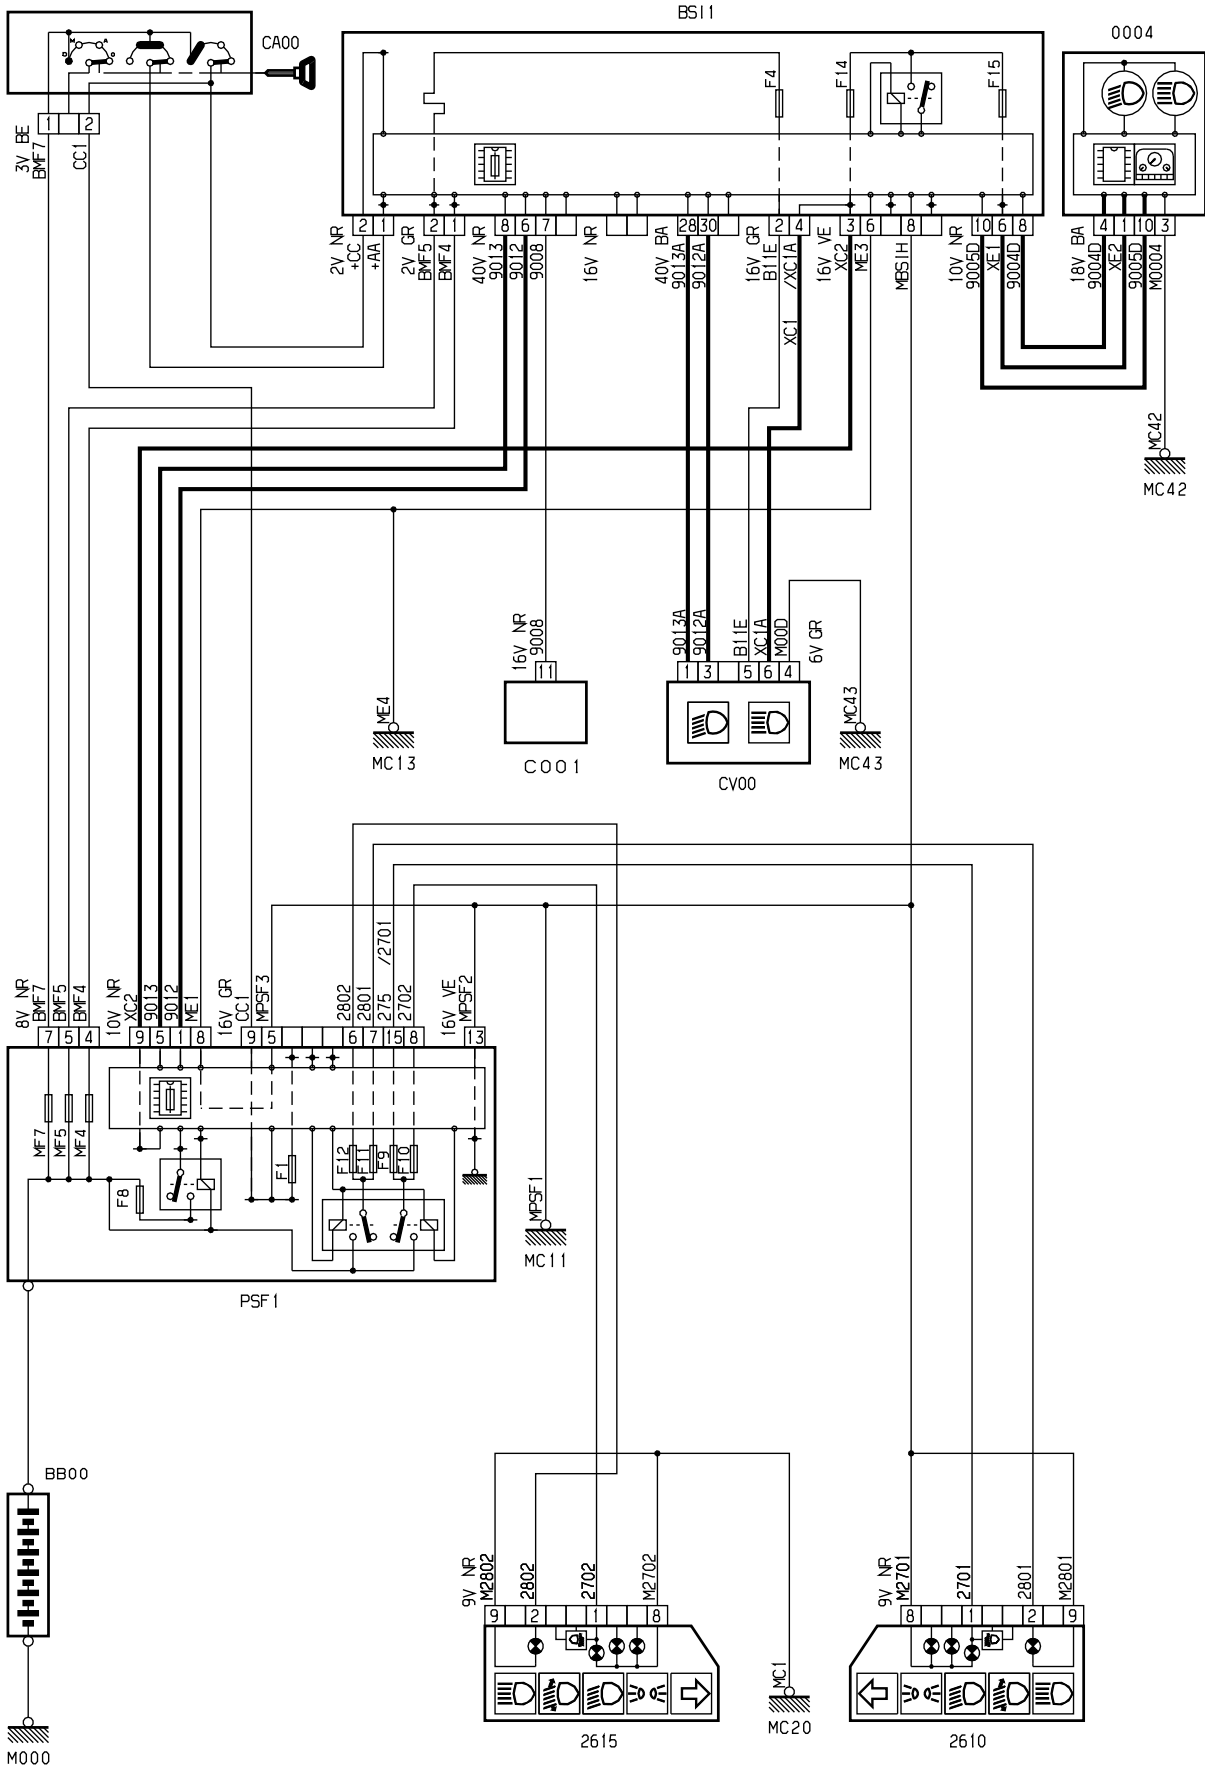 BSI1
0004
CA00
M A
D D
F4
F14
F15
1 2
3V BE
BMF7
CC1
2 1 2 1 8 6 7 28 30 2 4 3 6 8 10 6 8 4 1 10 3
2V NR
+CC
+AA
2V GR
BMF5
BMF4
40V NR
9013
9012
9008
16V NR
40V BA
9013A
9012A
16V GR
B11E
/XC1A
XC1
16V VE
XC2
ME3
MBSIH
10V NR
9005D
XE1
9004D
18V BA
9004D
XE2
9005D
M0004
MC42
MC42
16V NR
9008
11
C001
9013A
9012A
B11E
XC1A
M00D
6V GR
1 3 5 6 4
CV00
ME4
MC13
MC43
MC43
8V NR
BMF7
BMF5
BMF4
10V NR
XC2
9013
9012
ME1
16V GR
CC1
MPSF3
2802
2801
275
/2701
2702
16V VE
MPSF2
7 5 4 9 5 1 8 9 5 6 7 15 8 13
MF7
MF5
MF4
F8
F1
F12
F11
F9
F10
PSF1
MPSF1
MC11
BB00
M000
9V NR
M2802
2802
2702
M2702
9 2 1 8
2615
MC1
MC20
9V NR
M2701
2701
2801
M2801
8 1 2 9
2610